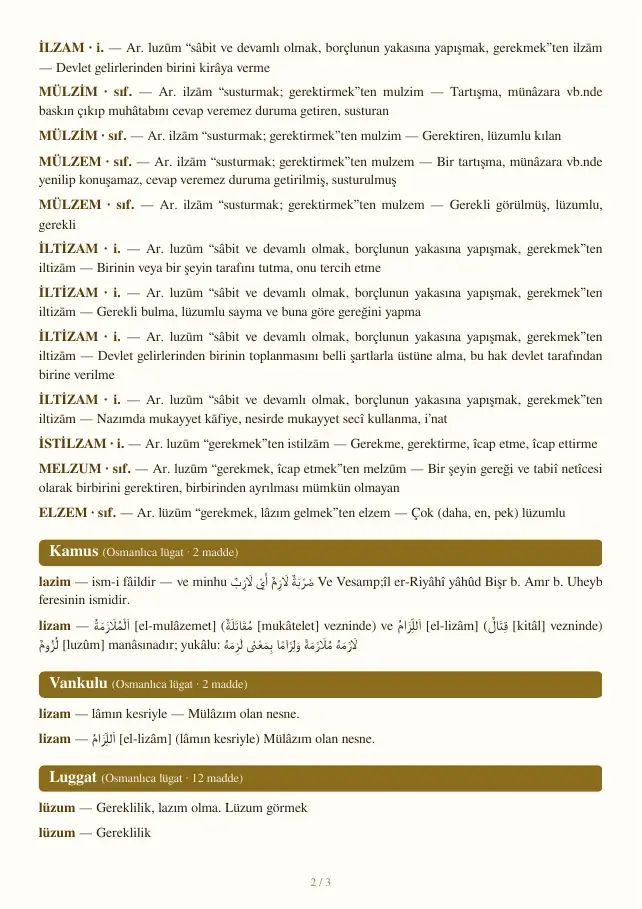 İLZAM · i. — Ar. luzūm “sâbit ve devamlı olmak, borçlunun yakasına yapışmak, gerekmek”ten ilzām
— Devlet gelirlerinden birini kirâya verme
MÜLZİM · sıf. — Ar. ilzām “susturmak; gerektirmek”ten mulzim — Tartışma, münâzara vb.nde
baskın çıkıp muhâtabını cevap veremez duruma getiren, susturan
MÜLZİM · sıf. — Ar. ilzām “susturmak; gerektirmek”ten mulzim — Gerektiren, lüzumlu kılan
MÜLZEM · sıf. — Ar. ilzām “susturmak; gerektirmek”ten mulzem — Bir tartışma, münâzara vb.nde
yenilip konuşamaz, cevap veremez duruma getirilmiş, susturulmuş
MÜLZEM · sıf. — Ar. ilzām “susturmak; gerektirmek”ten mulzem — Gerekli görülmüş, lüzumlu,
gerekli
İLTİZAM · i. — Ar. luzūm “sâbit ve devamlı olmak, borçlunun yakasına yapışmak, gerekmek”ten
iltizām — Birinin veya bir şeyin tarafını tutma, onu tercih etme
İLTİZAM · i. — Ar. luzūm “sâbit ve devamlı olmak, borçlunun yakasına yapışmak, gerekmek”ten
iltizām — Gerekli bulma, lüzumlu sayma ve buna göre gereğini yapma
İLTİZAM · i. — Ar. luzūm “sâbit ve devamlı olmak, borçlunun yakasına yapışmak, gerekmek”ten
iltizām — Devlet gelirlerinden birinin toplanmasını belli şartlarla üstüne alma, bu hak devlet tarafından
birine verilme
İLTİZAM · i. — Ar. luzūm “sâbit ve devamlı olmak, borçlunun yakasına yapışmak, gerekmek”ten
iltizām — Nazımda mukayyet kāfiye, nesirde mukayyet secî kullanma, i’nat
İSTİLZAM · i. — Ar. luzūm “gerekmek”ten istilzām — Gerekme, gerektirme, îcap etme, îcap ettirme
MELZUM · sıf. — Ar. luzūm “gerekmek, îcap etmek”ten melzūm — Bir şeyin gereği ve tabiî netîcesi
olarak birbirini gerektiren, birbirinden ayrılması mümkün olmayan
ELZEM · sıf. — Ar. lüzūm “gerekmek, lâzım gelmek”ten elzem — Çok (daha, en, pek) lüzumlu
Kamus (Osmanlıca lügat · 2 madde)
lazim — ism-i fâildir — ve minhu ضَرْبَةٌ لَازِمٌ أَيْ لَازِبٌ Ve Vesamp;îl er-Riyâhî yâhûd Bişr b. Amr b. Uheyb
feresinin ismidir.
lizam — اَلْمُلَازَمَةُ [el-mulâzemet] (مُقَاتَلَةٌ [mukâtelet] vezninde) ve اَللِّزَامُ [el-lizâm] (قِتَالٌ [kitâl] vezninde)
لُزُومٌ [luzûm] manâsınadır; yukâlu: لَازَمَهُ مُلَازَمَةً وَلِزَامًا بِمَعْنَى لَزِمَهُ
Vankulu (Osmanlıca lügat · 2 madde)
lizam — lâmın kesriyle — Mülâzım olan nesne.
lizam — اَللِّزَامُ [el-lizâm] (lâmın kesriyle) Mülâzım olan nesne.
Luggat (Osmanlıca lügat · 12 madde)
lüzum — Gereklilik, lazım olma. Lüzum görmek
lüzum — Gereklilik
2 / 3